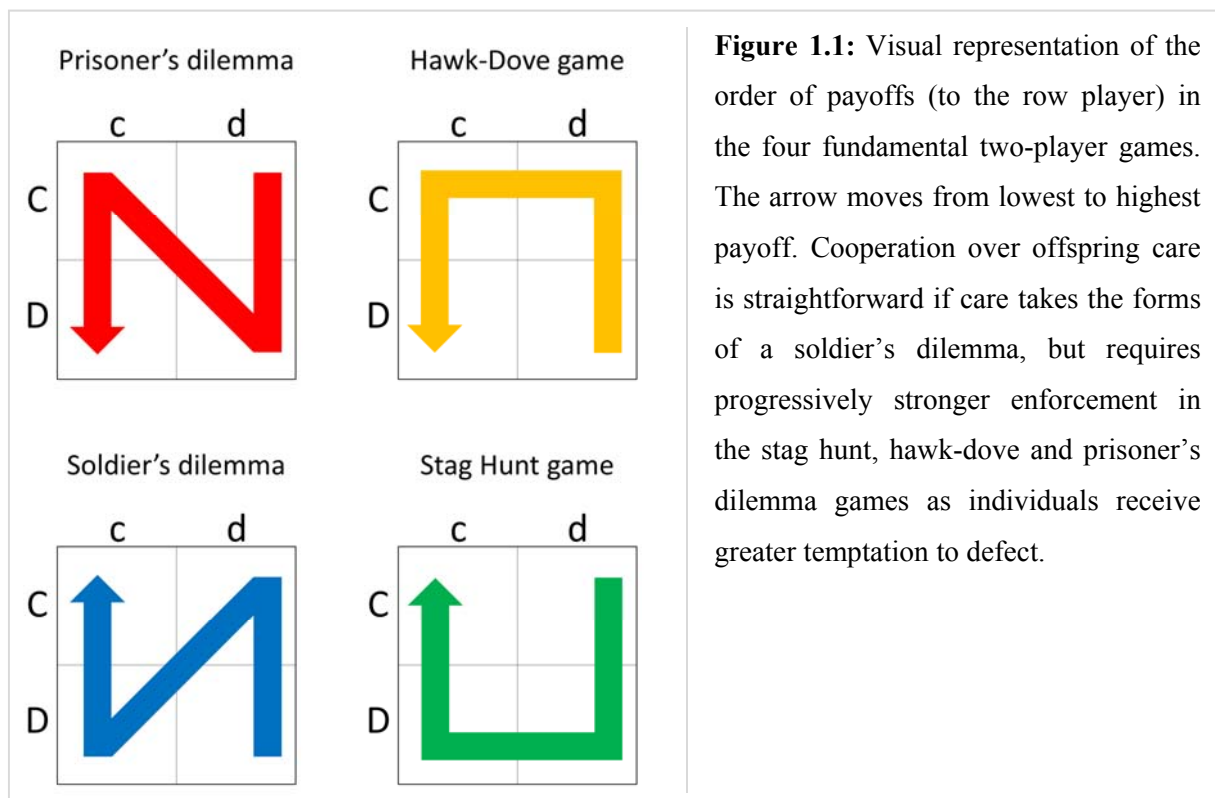 Prisoner's dilemma
c d
C
D
Hawk-Dove game
c d
C
D
Soldier's dilemma
c d
C
D
Stag Hunt game
c d
C
D
Figure 1.1: Visual representation of the
order of payoffs (to the row player) in
the four fundamental two-player games.
The arrow moves from lowest to highest
payoff. Cooperation over offspring care
is straightforward if care takes the forms
of a soldier's dilemma, but requires
progressively stronger enforcement in
the stag hunt, hawk-dove and prisoner's
dilemma games as individuals receive
greater temptation to defect.